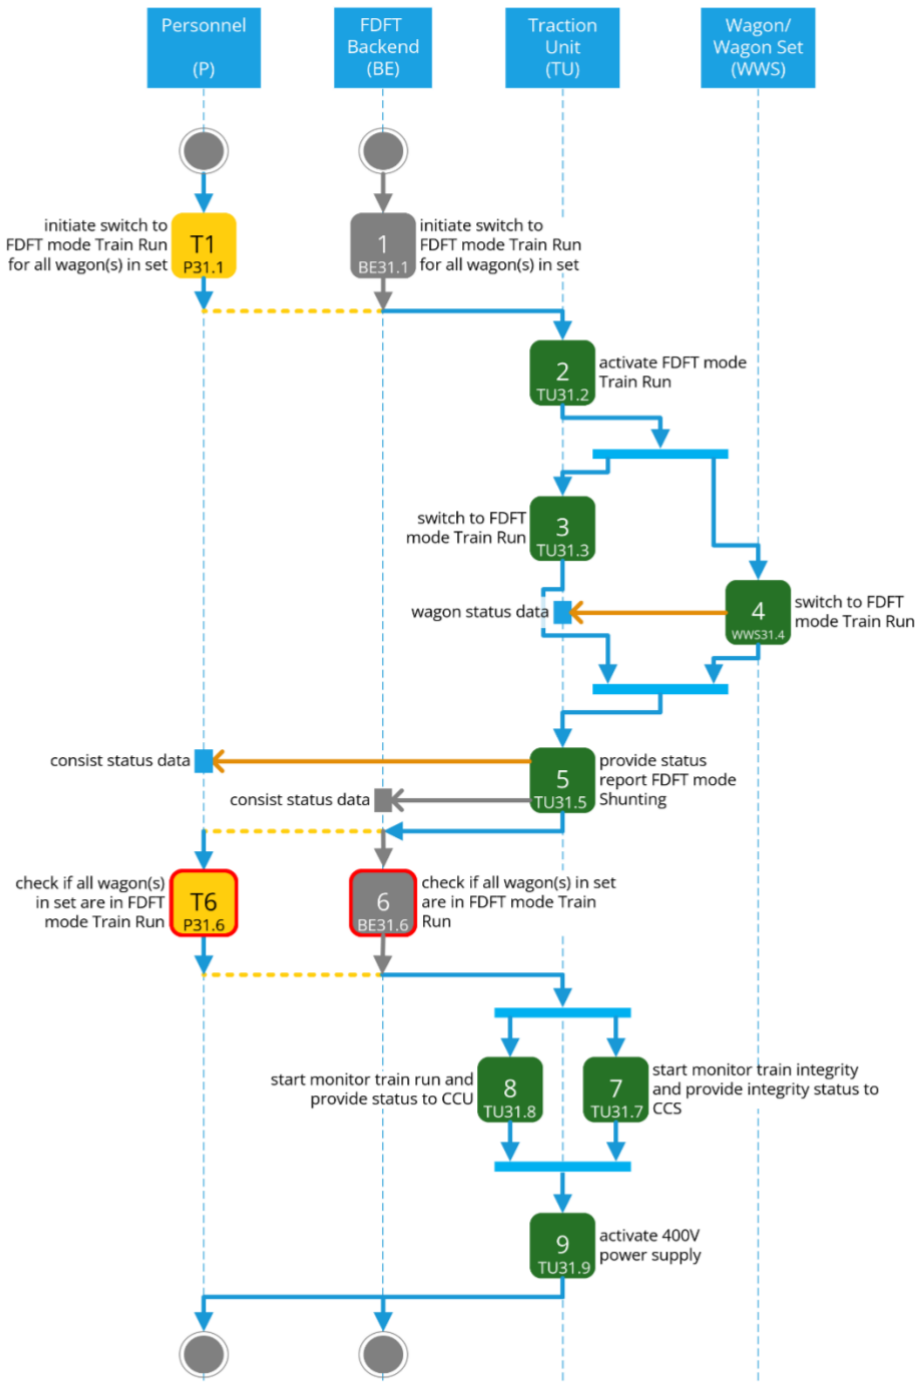 Personnel
(P)
FDFT
Backend
(BE)
Traction
Unit
(TU)
Wagon/
Wagon Set
(WWS)
initiate switch to
FDFT mode Train Run
for all wagon(s) in set
T1
P31.1
1
BE31.1
initiate switch to
FDFT mode Train Run
for all wagon(s) in set
2
TU31.2
activate FDFT mode
Train Run
switch to FDFT
mode Train Run
3
TU31.3
wagon status data
4
WWS31.4
switch to FDFT
mode Train Run
consist status data
5
TU31.5
provide status
report FDFT mode
Shunting
consist status data
check if all wagon(s)
in set are in FDFT
mode Train Run
T6
P31.6
6
BE31.6
check if all wagon(s) in set
are in FDFT mode Train
Run
start monitor train run and
provide status to CCU
8
TU31.8
7
TU31.7
start monitor train integrity
and provide integrity status to
CCS
9
TU31.9
activate 400V
power supply